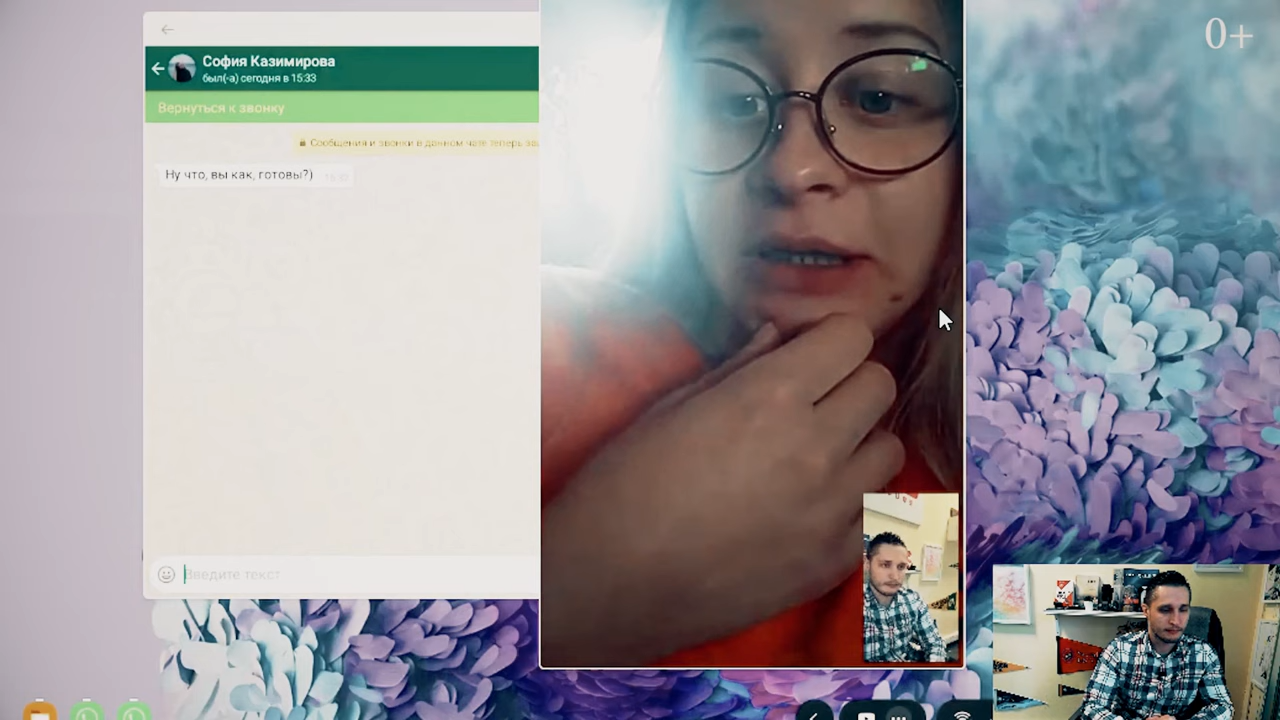 0+
София Казимирова
был(-а) сегодня в 15:33
Вернуться к звонку
Сообщения и звонки в данном чате теперь
Ну что, вы как, готовы?)
Введите текст